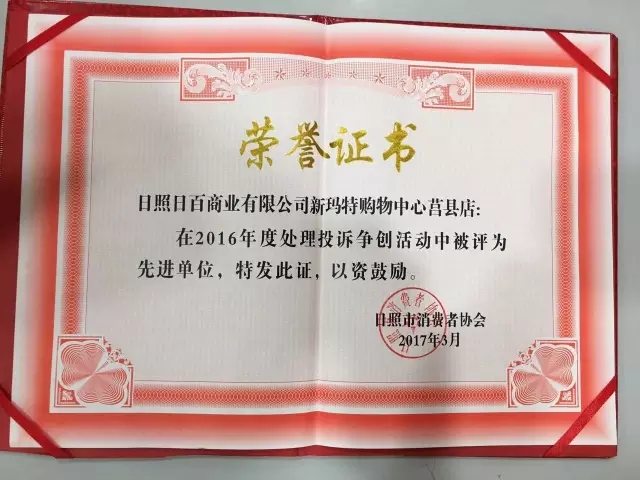 荣誉证书
日照日百商业有限公司新玛特购物中心莒县店:
在2016年度处理投诉争创活动中被评为
先进单位，特发此证，以资鼓励。
日照市消费者协会
2017年3月